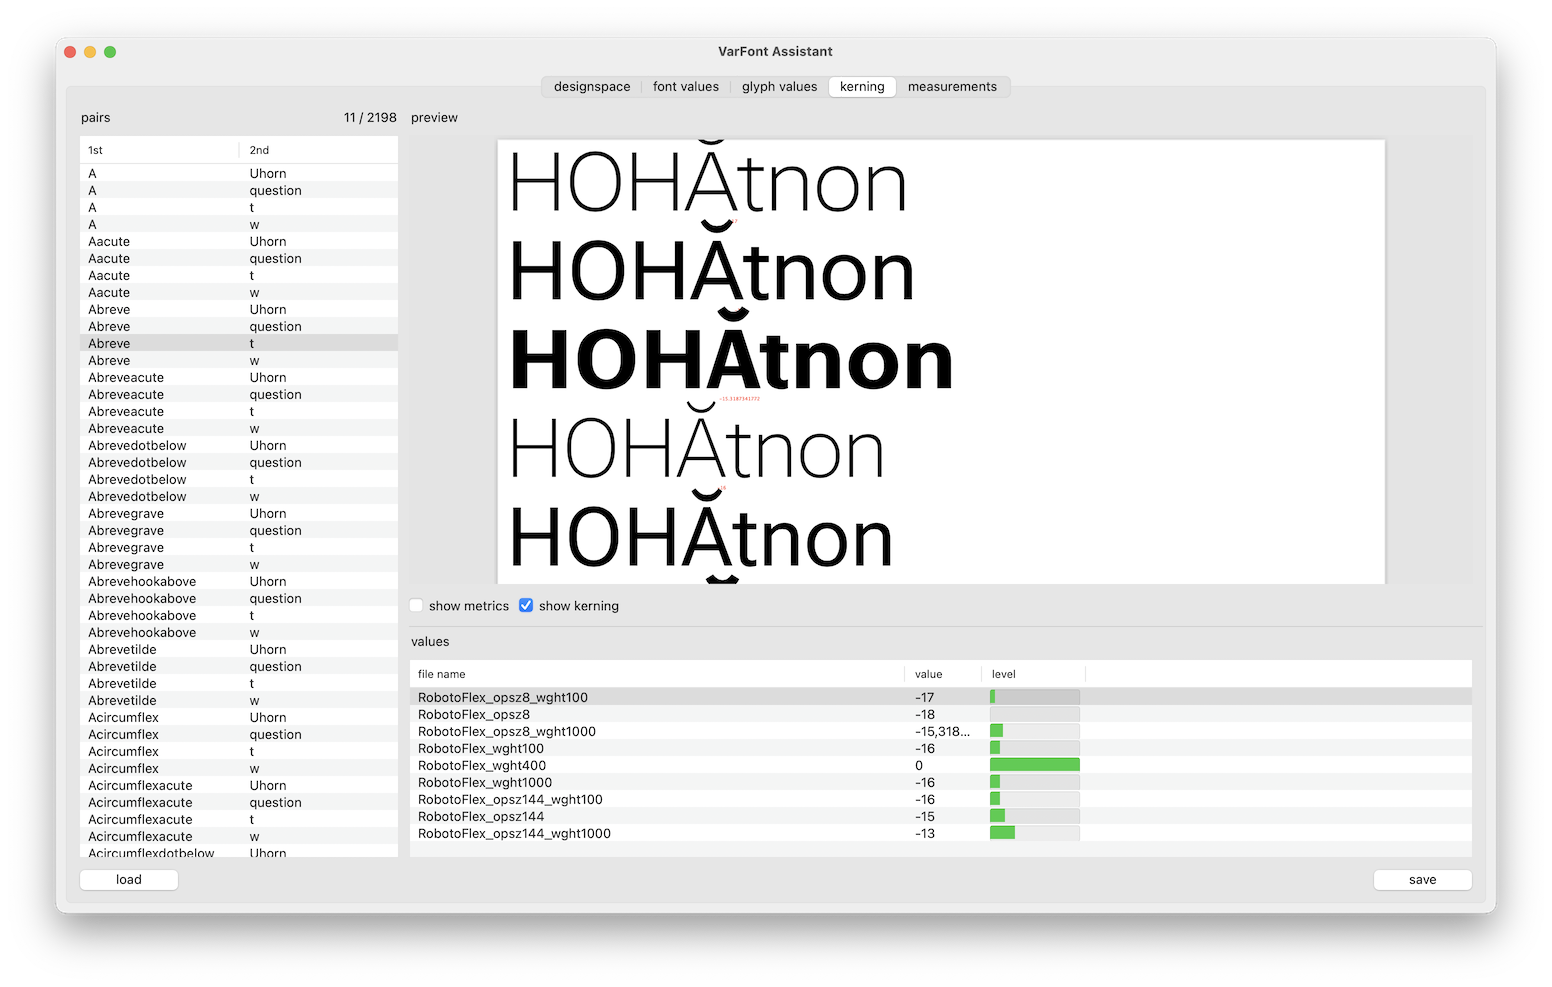 VarFont Assistant
designspace font values glyph values kerning measurements
pairs 11 / 2198
1st 2nd
A Uhorn
A question
A t
A w
Aacute Uhorn
Aacute question
Aacute t
Aacute w
Abreve Uhorn
Abreve question
Abreve t
Abreve w
Abreveacute Uhorn
Abreveacute question
Abreveacute t
Abreveacute w
Abrevedotbelow Uhorn
Abrevedotbelow question
Abrevedotbelow t
Abrevedotbelow w
Abrevegrave Uhorn
Abrevegrave question
Abrevegrave t
Abrevegrave w
Abrevehookabove Uhorn
Abrevehookabove question
Abrevehookabove t
Abrevehookabove w
Abrevetilde Uhorn
Abrevetilde question
Abrevetilde t
Abrevetilde w
Acircumflex Uhorn
Acircumflex question
Acircumflex t
Acircumflex w
Acircumflexacute Uhorn
Acircumflexacute question
Acircumflexacute t
Acircumflexacute w
Acircumflexdotbelow Uhorn
load
preview
HOHĂtnon
HOHĂtnon
HOHĂtnon
-15.3187341772
HOHĂtnon
HOHĂtnon
show metrics show kerning
values
file name value level
RobotoFlex_opsz8_wght100 -17
RobotoFlex_opsz8 -18
RobotoFlex_opsz8_wght1000 -15,318...
RobotoFlex_wght100 -16
RobotoFlex_wght400 0
RobotoFlex_wght1000 -16
RobotoFlex_opsz144_wght100 -16
RobotoFlex_opsz144 -15
RobotoFlex_opsz144_wght1000 -13
save